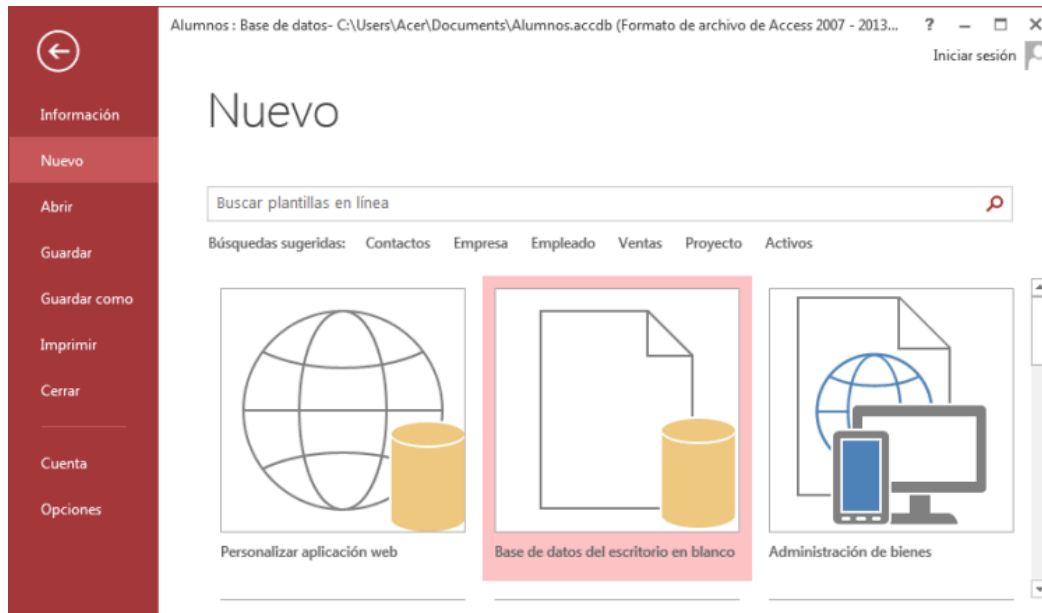 Alumnos : Base de datos- C:\Users\Acer\Documents\Alumnos.accdb (Formato de archivo de Access 2007 - 2013...
?
Iniciar sesión
Información
Nuevo
Abrir
Guardar
Guardar como
Imprimir
Cerrar
Cuenta
Opciones
Nuevo
Buscar plantillas en línea
Búsquedas sugeridas: Contactos Empresa Empleado Ventas Proyecto Activos
Personalizar aplicación web
Base de datos del escritorio en blanco
Administración de bienes